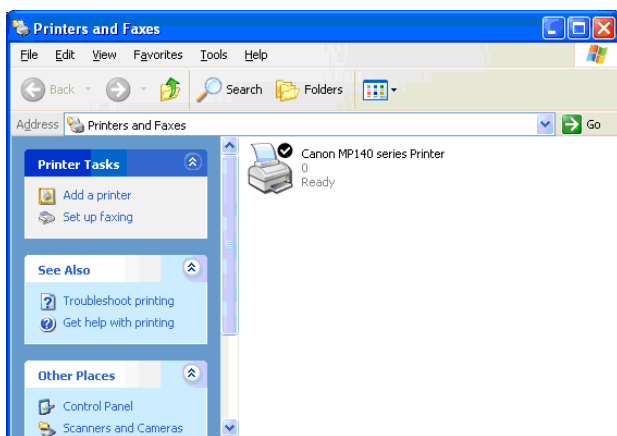 Printers and Faxes
File Edit View Favorites Tools Help
Back Search Folders
Address Printers and Faxes Go
Printer Tasks
Add a printer
Set up faxing
See Also
Troubleshoot printing
Get help with printing
Other Places
Control Panel
Scanners and Cameras
Canon MP140 series Printer
0
Ready